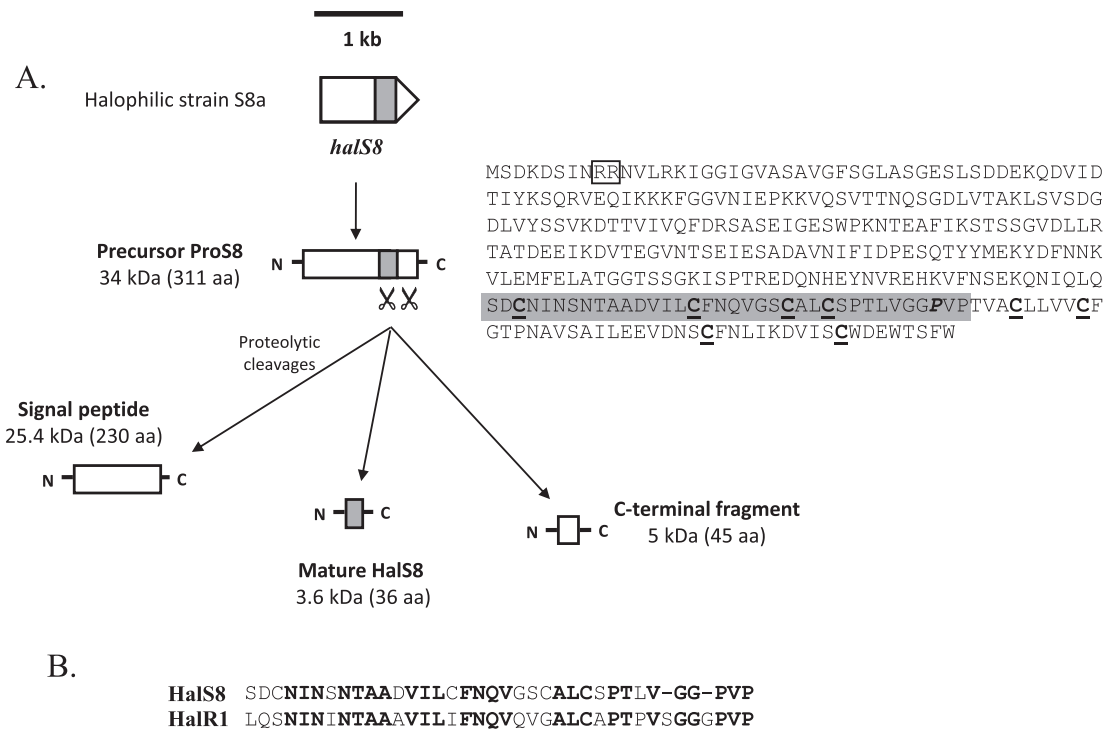 1 kb
A.
Halophilic strain S8a
halS8
MSDKDSINRRNVLRKIGGIGVASAVGFSGLASGESLSDDEKQDVID
TIYKSQRVEQIKKKFGGVNIEPKKVQSVTTNQSGDLVTAKLSVSDG
DLVYSSVKDTTVIVQFDRSASEIGESWPKNTEAFIKSTSSGVDLLR
TATDEEIKDVTEGVNTSEIESADAVNIFIDPESQTYYMEKYDFNNK
VLEMFELATGGTSSGKISPTREDQNHEYNVREHKVFNSEKQNIQLQ
SDCNINSNTAADVILCFNQVGSCALCSPTLVGGPVPTVACLLVVCF
GTPNAVSAILEEVDNSCFNLIKDVISCWDEWTSFW
Precursor ProS8
34 kDa (311 aa)
N C
Proteolytic
cleavages
Signal peptide
25.4 kDa (230 aa)
N C
N C
Mature HalS8
3.6 kDa (36 aa)
N C
C-terminal fragment
5 kDa (45 aa)
B.
HalS8 SDCNINSNTAADVILCFNQVGSCALCSPTLV-GG-PVP
HalR1 LQSNININTAAAVILIFNQVQVGALCAPTPVSGGGPVP